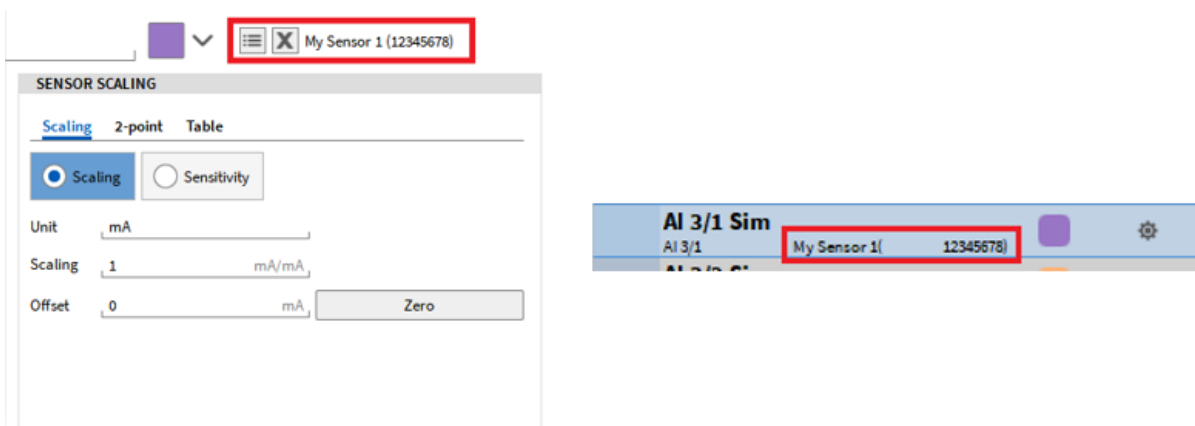 My Sensor 1 (12345678)
SENSOR SCALING
Scaling 2-point Table
Scaling Sensitivity
Unit mA
Scaling 1 mA/mA
Offset 0 mA Zero
AI 3/1 Sim
AI 3/1 My Sensor 1( 12345678)